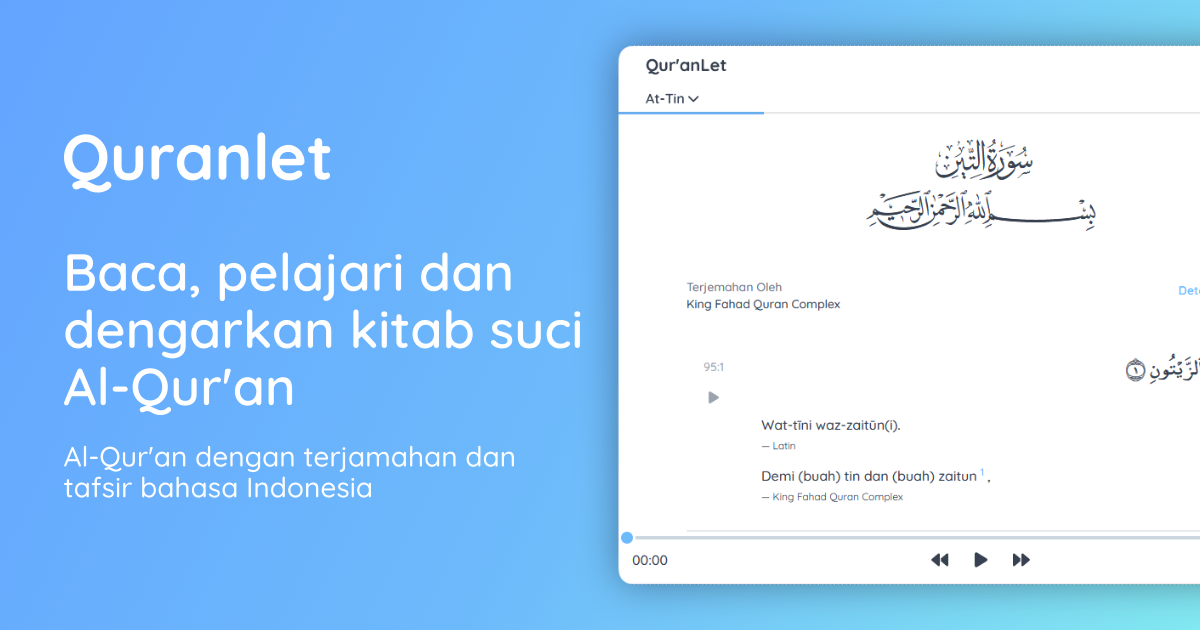 Quranlet
Baca, pelajari dan
dengarkan kitab suci
Al-Qur'an
Al-Qur'an dengan terjamahan dan
tafsir bahasa Indonesia
Qur'anLet
At-Tin
سُورَةُ التِّين
بِسْمِ اللَّهِ الرَّحْمَٰنِ الرَّحِيمِ
Terjemahan Oleh
King Fahad Quran Complex
95:1
الزَّيْتُونِ ١
Wat-tīni waz-zaitūn(i).
— Latin
Demi (buah) tin dan (buah) zaitun 1 ,
— King Fahad Quran Complex
00:00